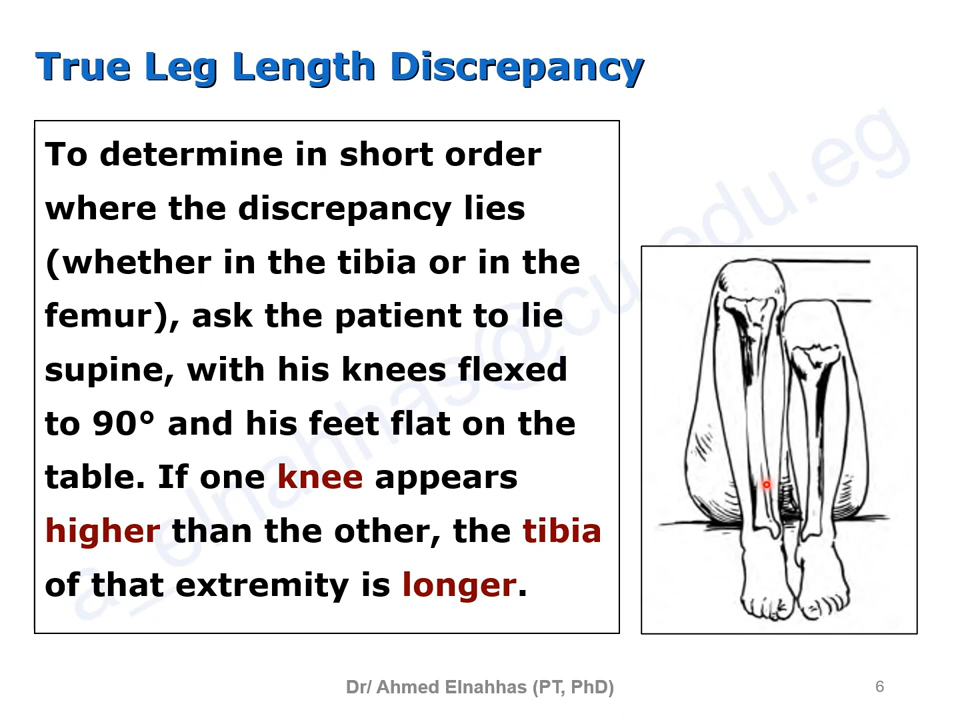 True Leg Length Discrepancy
To determine in short order
where the discrepancy lies
(whether in the tibia or in the
femur), ask the patient to lie
supine, with his knees flexed
to 90° and his feet flat on the
table. If one knee appears
higher than the other, the tibia
of that extremity is longer.
a_elnahhas@cu.edu.eg
Dr/ Ahmed Elnahhas (PT, PhD)
6